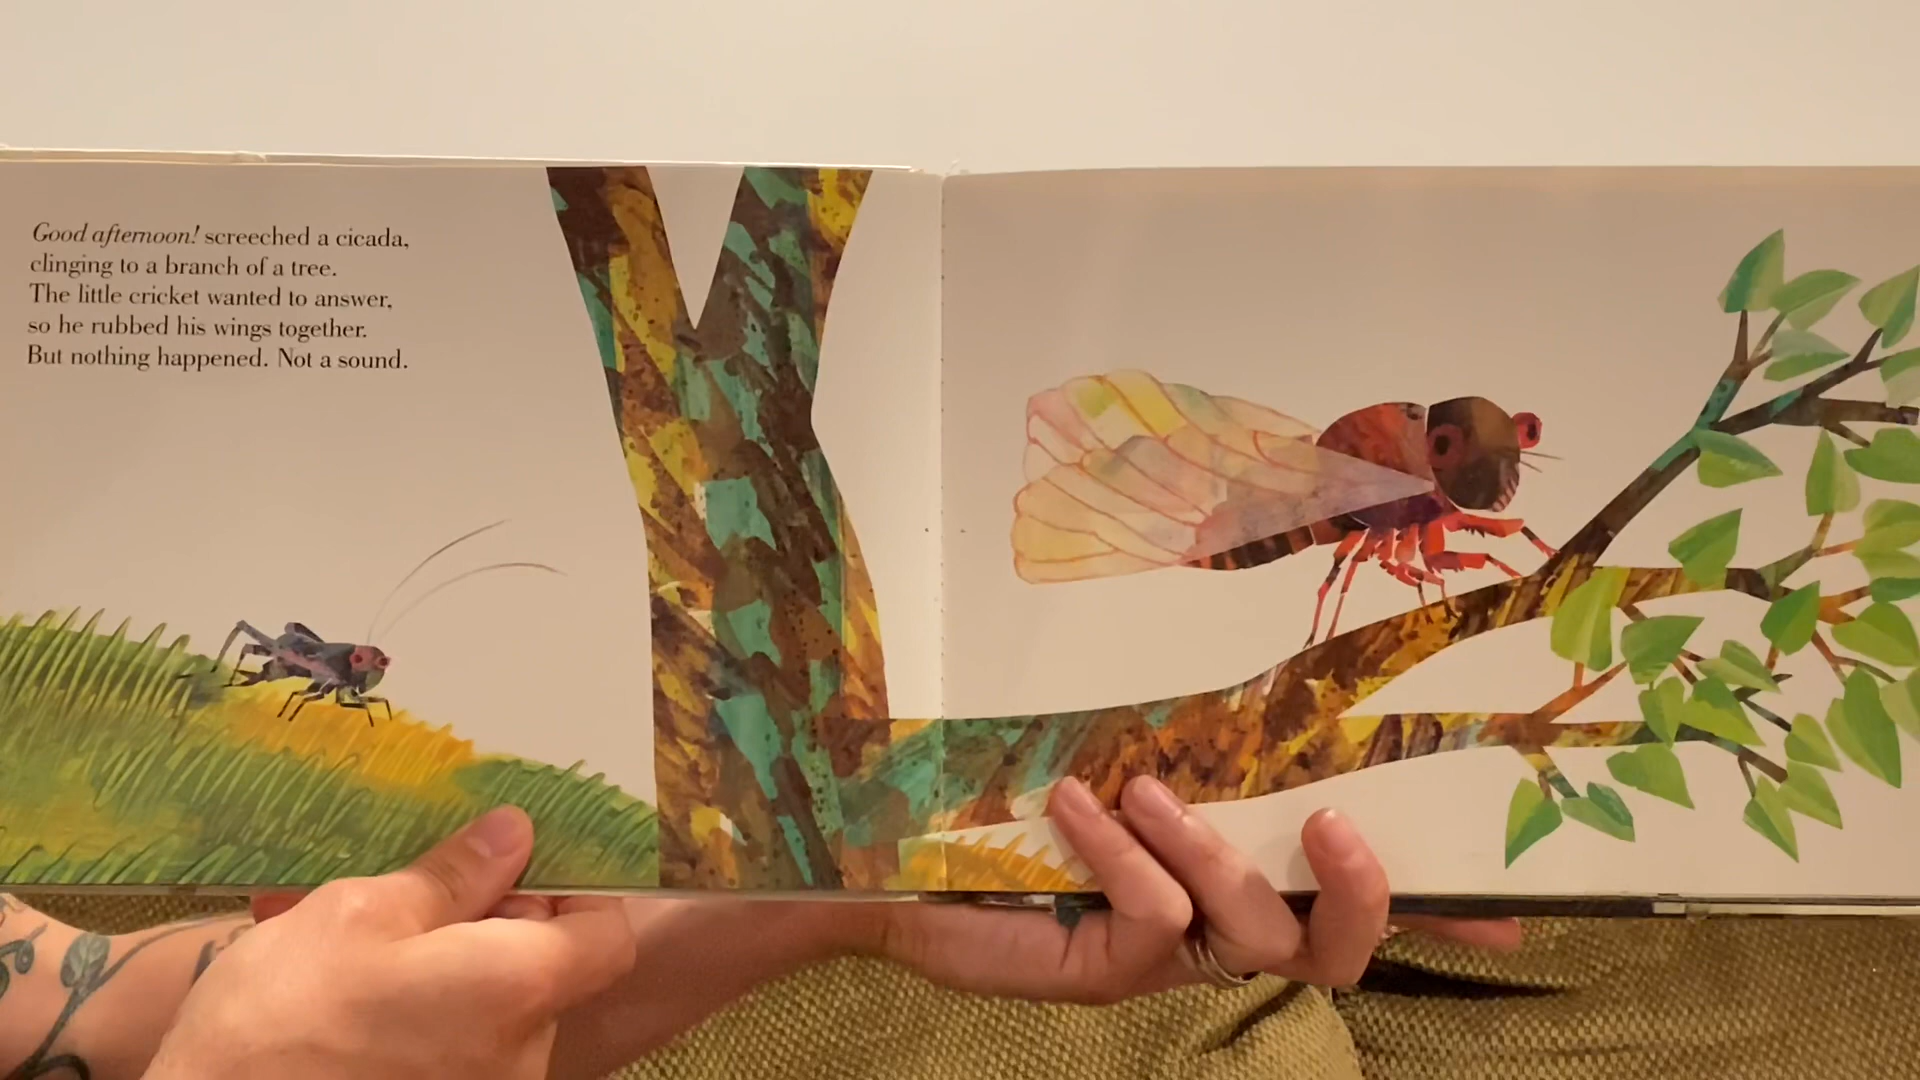 Good afternoon! screeched a cicada,
clinging to a branch of a tree.
The little cricket wanted to answer,
so he rubbed his wings together.
But nothing happened. Not a sound.